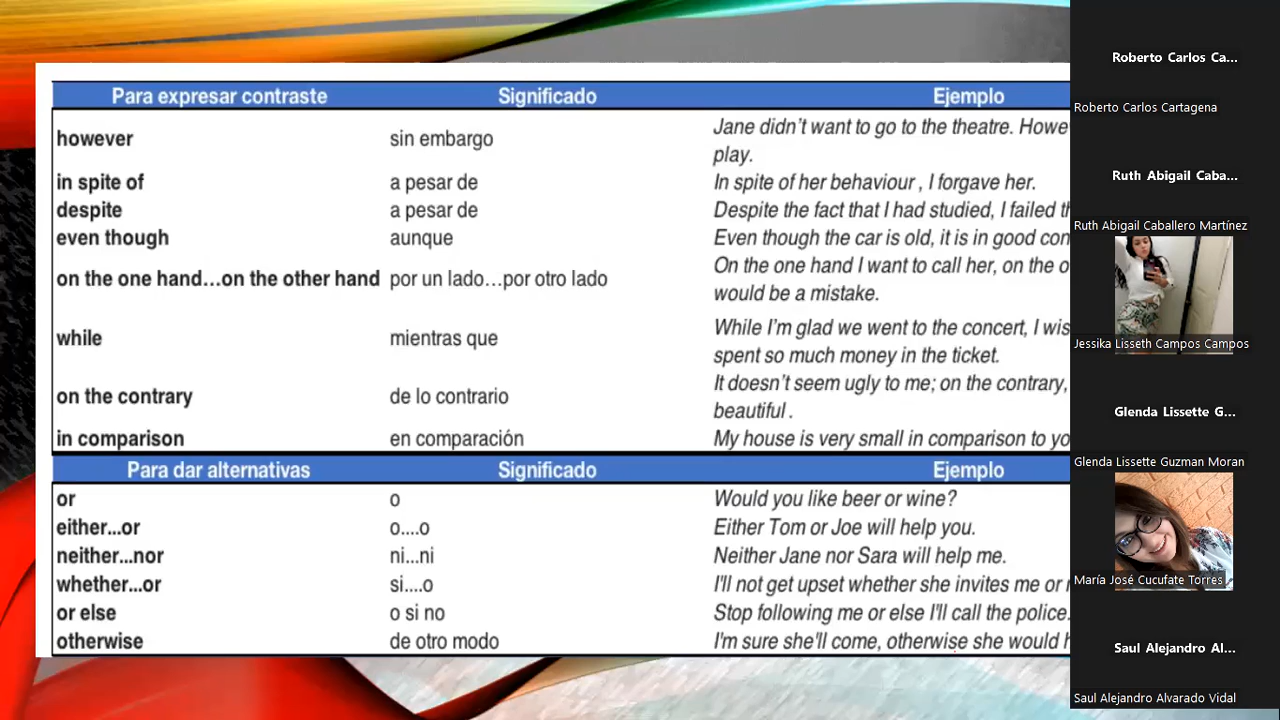 Para expresar contraste Significado Ejemplo
however sin embargo Jane didn't want to go to the theatre. Howe
play.
in spite of a pesar de In spite of her behaviour , I forgave her.
despite a pesar de Despite the fact that I had studied, I failed th
even though aunque Even though the car is old, it is in good con
on the one hand...on the other hand por un lado...por otro lado On the one hand I want to call her, on the o
would be a mistake.
while mientras que While I'm glad we went to the concert, I wis
spent so much money in the ticket.
on the contrary de lo contrario It doesn't seem ugly to me; on the contrary,
beautiful .
in comparison en comparación My house is very small in comparison to yo
Para dar alternativas Significado Ejemplo
or o Would you like beer or wine?
either...or o....o Either Tom or Joe will help you.
neither...nor ni...ni Neither Jane nor Sara will help me.
whether...or si....o I'll not get upset whether she invites me or
or else o si no Stop following me or else I'll call the police.
otherwise de otro modo I'm sure she'll come, otherwise she would h
Roberto Carlos Ca...
Roberto Carlos Cartagena
Ruth Abigail Caba...
Ruth Abigail Caballero Martínez
Jessika Lisseth Campos Campos
Glenda Lissette G...
Glenda Lissette Guzman Moran
María José Cucufate Torres
Saul Alejandro Al...
Saul Alejandro Alvarado Vidal